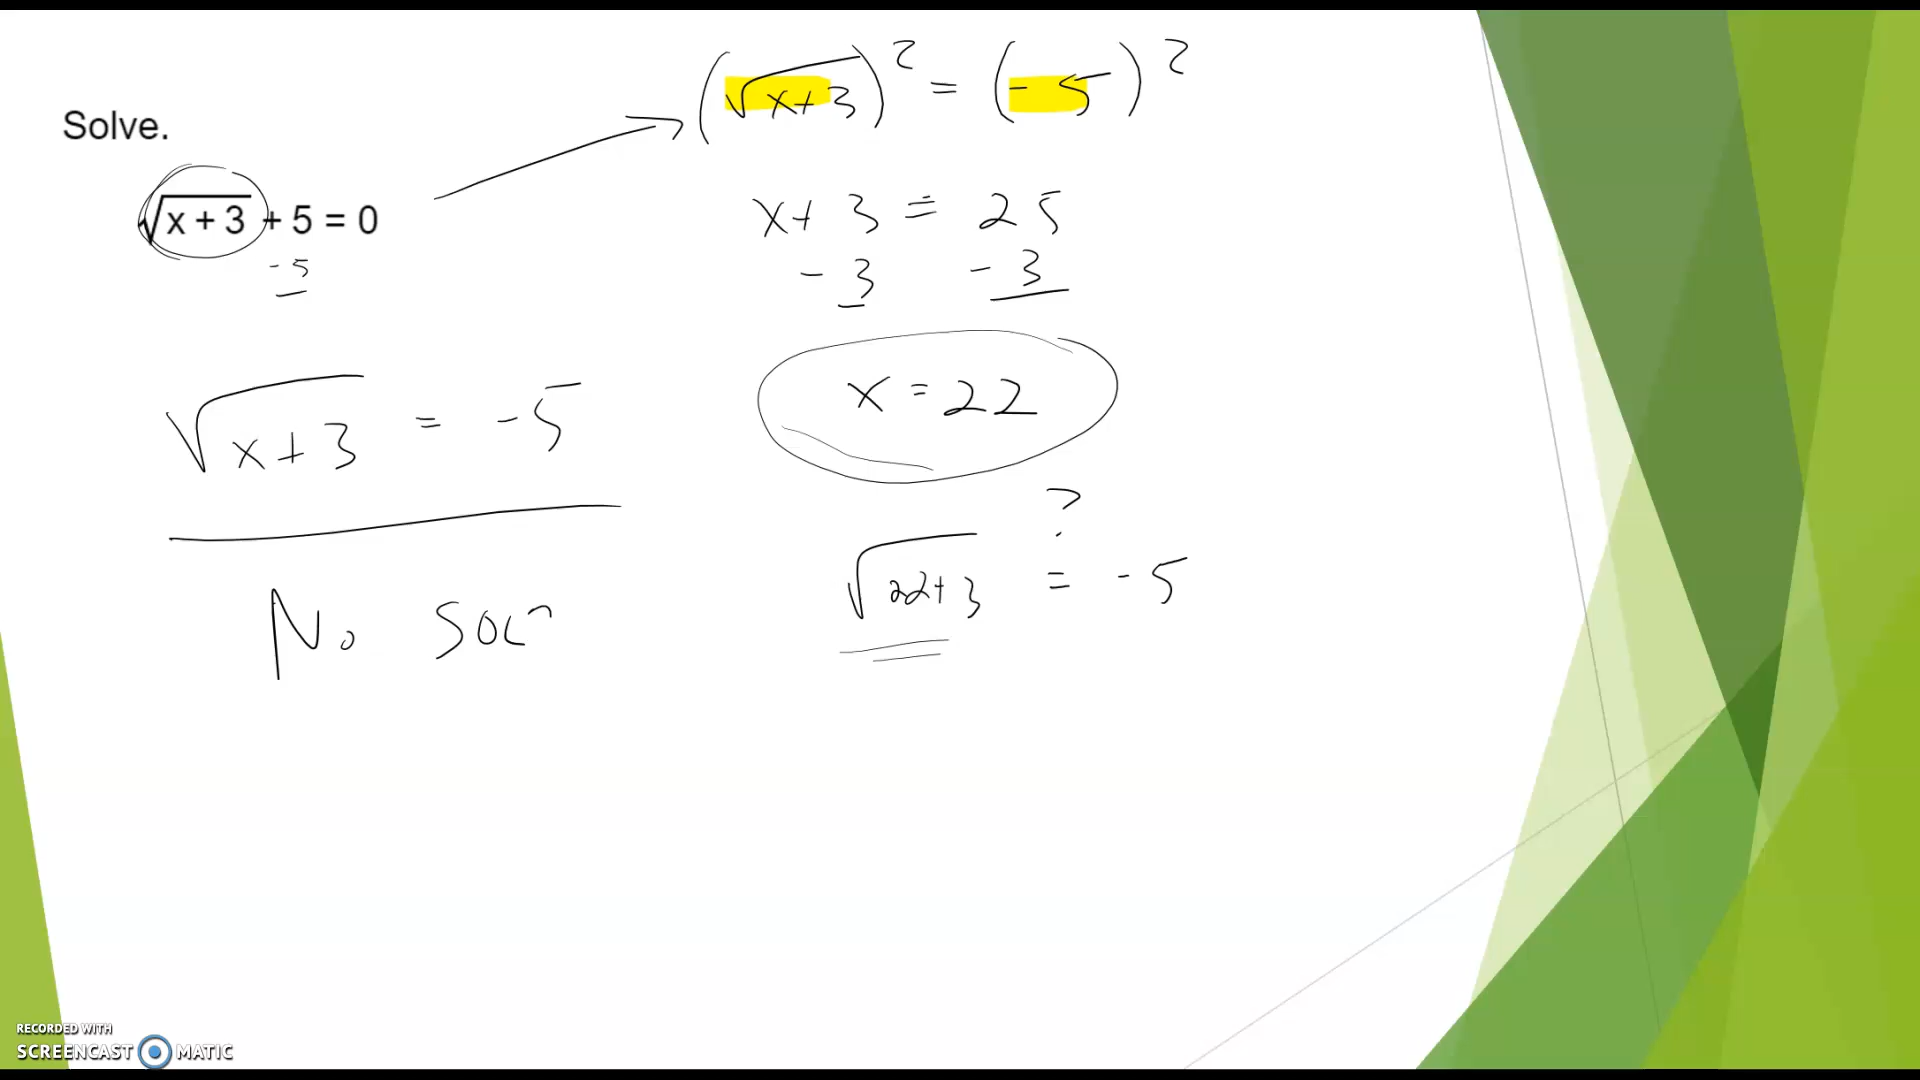 Solve.
√(x + 3) + 5 = 0
- 5
√(x+3) = -5
No SOL
(√(x+3))² = (-5)²
x+3 = 25
-3 -3
x = 22
?
√(22+3) = -5
RECORDED WITH
SCREENCAST MATIC